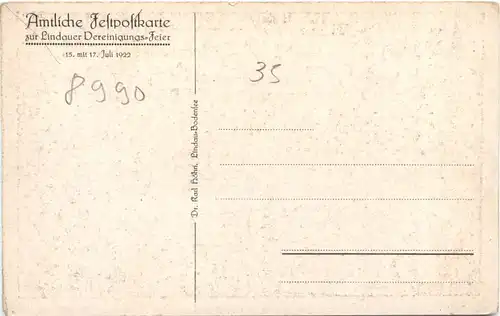 Amtliche Festpostkarte
zur Lindauer Vereinigungs-Feier
15. mit 17. Juli 1922
8990
35
Dr. Karl Höhn, Lindau-Bodensee